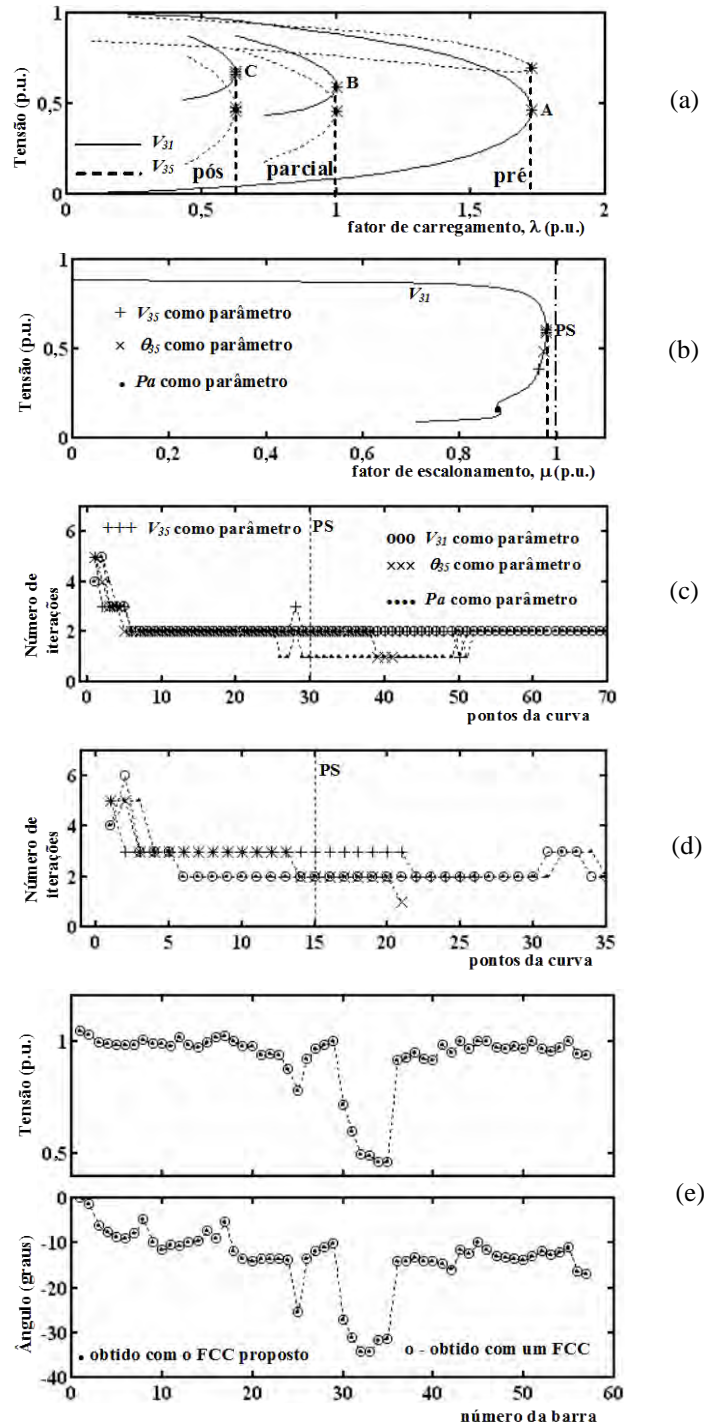 1
C
B
Tensão (p.u.)
0,5
A
(a)
V31
V35
pós
parcial
pré
0
0 0,5 1 1,5 2
fator de carregamento, λ (p.u.)
1
V31
+ V35 como parâmetro
PS
× θ35 como parâmetro
(b)
Tensão (p.u.)
0,5
• Pa como parâmetro
0
0 0,2 0,4 0,6 0,8 1
fator de escalonamento, μ (p.u.)
+++ V35 como parâmetro
PS
ooo V31 como parâmetro
××× θ35 como parâmetro
Pa como parâmetro
(c)
Número de
iterações
6
4
2
0
0 10 20 30 40 50 60 70
pontos da curva
PS
(d)
Número de
iterações
6
4
2
0
0 5 10 15 20 25 30 35
pontos da curva
Tensão (p.u.)
1
0,5
(e)
Ângulo (graus)
0
-10
-20
-30
-40
• obtido com o FCC proposto
o - obtido com um FCC
0 10 20 30 40 50 60
número da barra